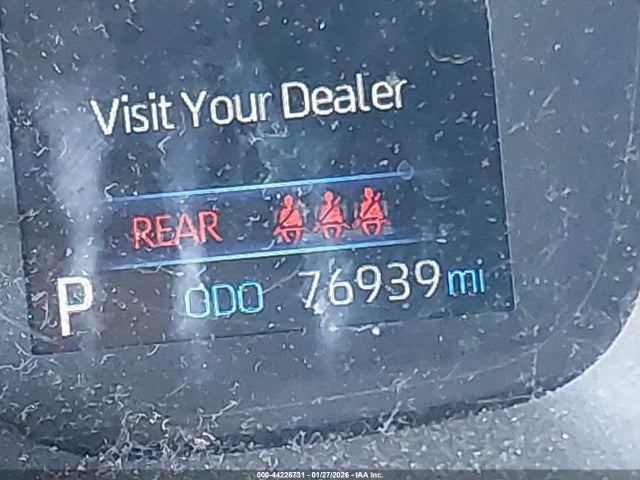 Visit Your Dealer
REAR
P ODO 76939 mi
000-44228731 - 01/27/2026 - IAA Inc.